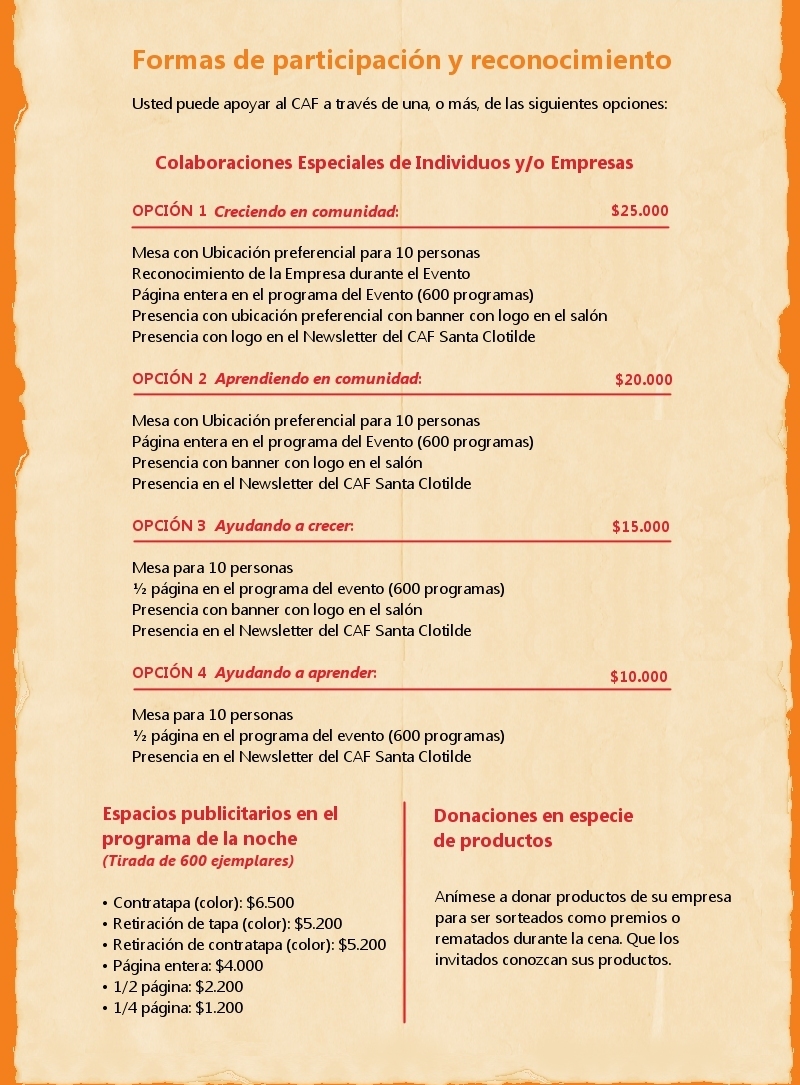 Formas de participación y reconocimiento
Usted puede apoyar al CAF a través de una, o más, de las siguientes opciones:
Colaboraciones Especiales de Individuos y/o Empresas
OPCIÓN 1 Creciendo en comunidad: $25.000
Mesa con Ubicación preferencial para 10 personas
Reconocimiento de la Empresa durante el Evento
Página entera en el programa del Evento (600 programas)
Presencia con ubicación preferencial con banner con logo en el salón
Presencia con logo en el Newsletter del CAF Santa Clotilde
OPCIÓN 2 Aprendiendo en comunidad: $20.000
Mesa con Ubicación preferencial para 10 personas
Página entera en el programa del Evento (600 programas)
Presencia con banner con logo en el salón
Presencia en el Newsletter del CAF Santa Clotilde
OPCIÓN 3 Ayudando a crecer: $15.000
Mesa para 10 personas
½ página en el programa del evento (600 programas)
Presencia con banner con logo en el salón
Presencia en el Newsletter del CAF Santa Clotilde
OPCIÓN 4 Ayudando a aprender: $10.000
Mesa para 10 personas
½ página en el programa del evento (600 programas)
Presencia en el Newsletter del CAF Santa Clotilde
Espacios publicitarios en el
programa de la noche
(Tirada de 600 ejemplares)
• Contratapa (color): $6.500
• Retiración de tapa (color): $5.200
• Retiración de contratapa (color): $5.200
• Página entera: $4.000
• 1/2 página: $2.200
• 1/4 página: $1.200
Donaciones en especie
de productos
Anímese a donar productos de su empresa
para ser sorteados como premios o
rematados durante la cena. Que los
invitados conozcan sus productos.